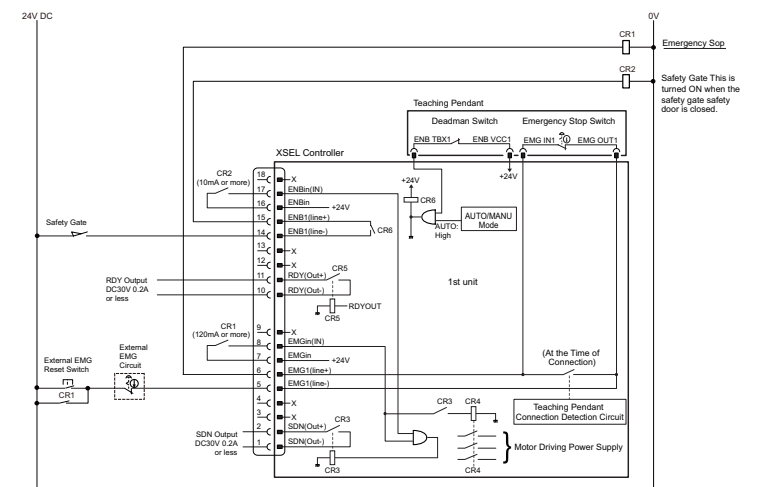 24V DC
0V
CR1
Emergency Sop
CR2
Safety Gate This is
turned ON when the
safety gate safety
door is closed.
Teaching Pendant
Deadman Switch
Emergency Stop Switch
ENB TBX1
ENB VCC1
EMG IN1
EMG OUT1
XSEL Controller
+24V
+24V
CR6
AUTO/MANU
Mode
AUTO:
High
CR2
(10mA or more)
18
X
17
ENBin(IN)
16
ENBin
+24V
15
ENB1(line+)
CR6
Safety Gate
14
ENB1(line-)
13
X
12
X
11
RDY(Out+)
CR5
RDY Output
DC30V 0.2A
or less
10
RDY(Out-)
RDYOUT
CR5
1st unit
CR1
(120mA or more)
9
X
8
EMGin(IN)
7
EMGin
+24V
6
EMG1(line+)
5
EMG1(line-)
(At the Time of
Connection)
External EMG
Reset Switch
CR1
External
EMG
Circuit
4
X
3
X
2
SDN(Out+)
CR3
SDN Output
DC30V 0.2A
or less
1
SDN(Out-)
CR3
CR3
CR4
CR4
Teaching Pendant
Connection Detection Circuit
Motor Driving Power Supply